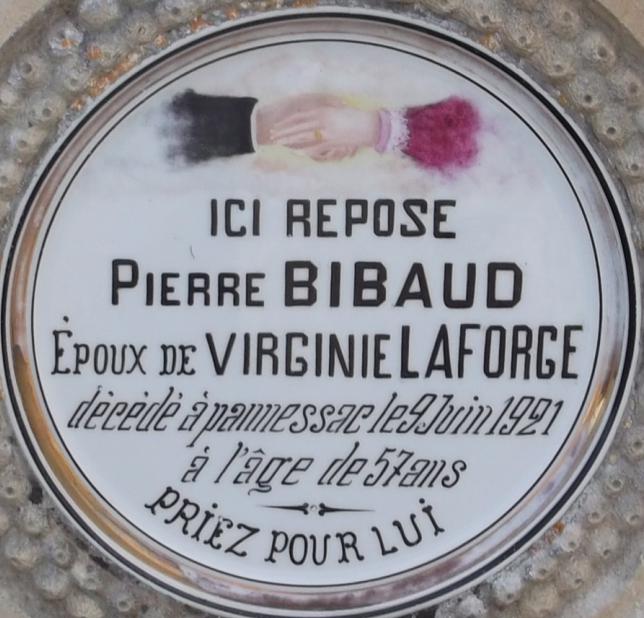 ICI REPOSE
PIERRE BIBAUD
ÉPOUX DE VIRGINIE LAFORGE
décédé à pannessac le 9 Juin 1921
à l'âge de 57 ans
PRIEZ POUR LUI